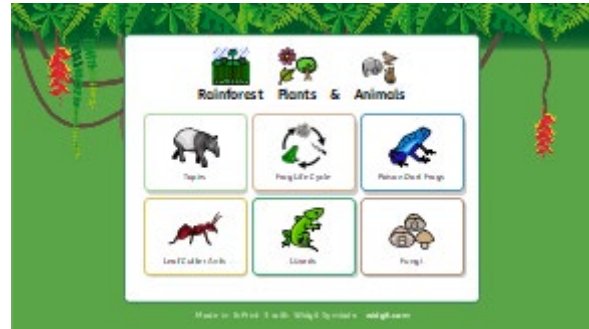 Rainforest Plants & Animals
Tapirs
Frog Life Cycle
Poison Dart Frogs
Leaf Cutter Ants
Lizards
Fungi
Made in InPrint 3 with Widgit Symbols widgit.com